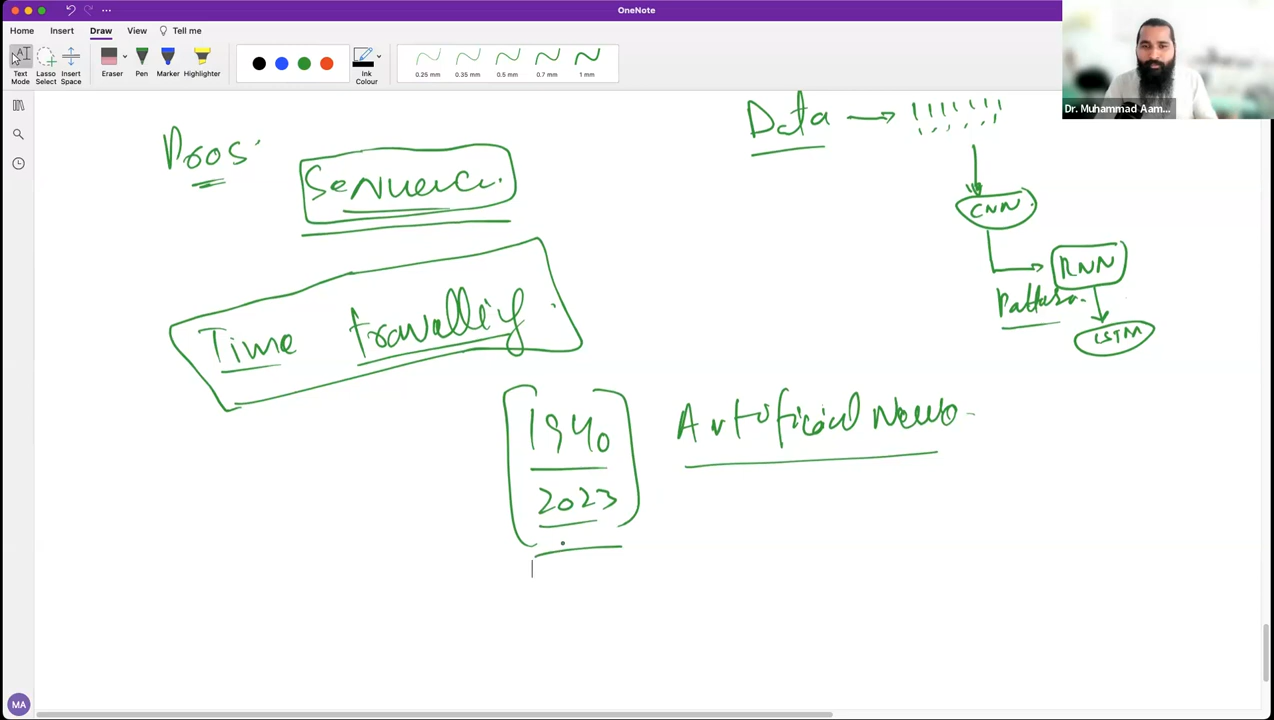 OneNote
Home Insert Draw View Tell me
Text Mode
Lasso Select
Insert Space
Eraser
Pen
Marker
Highlighter
Ink Colour
0.25 mm 0.35 mm 0.5 mm 0.7 mm 1 mm
Dr. Muhammad Aam...
Data
CNN
RNN
LSTM
Time travelling
1940
2023
Artificial
MA